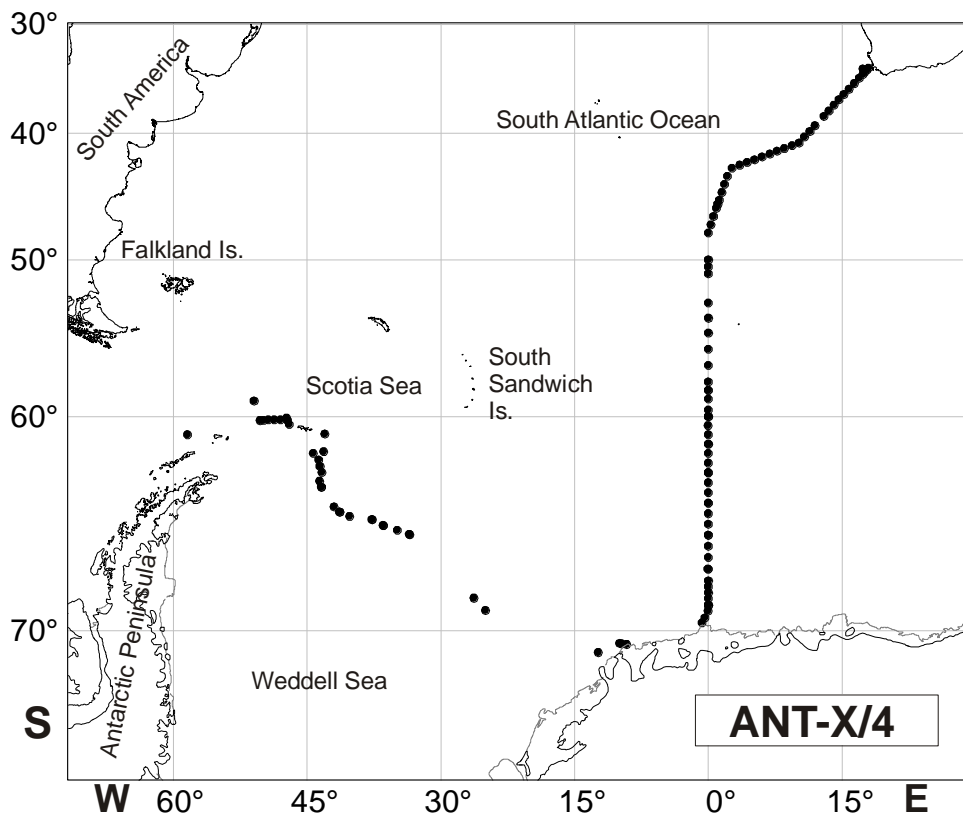 30°
South America
South Atlantic Ocean
40°
Falkland Is.
50°
South
Sandwich
Is.
Scotia Sea
60°
Antarctic Peninsula
70°
Weddell Sea
S
ANT-X/4
W 60° 45° 30° 15° 0° 15° E